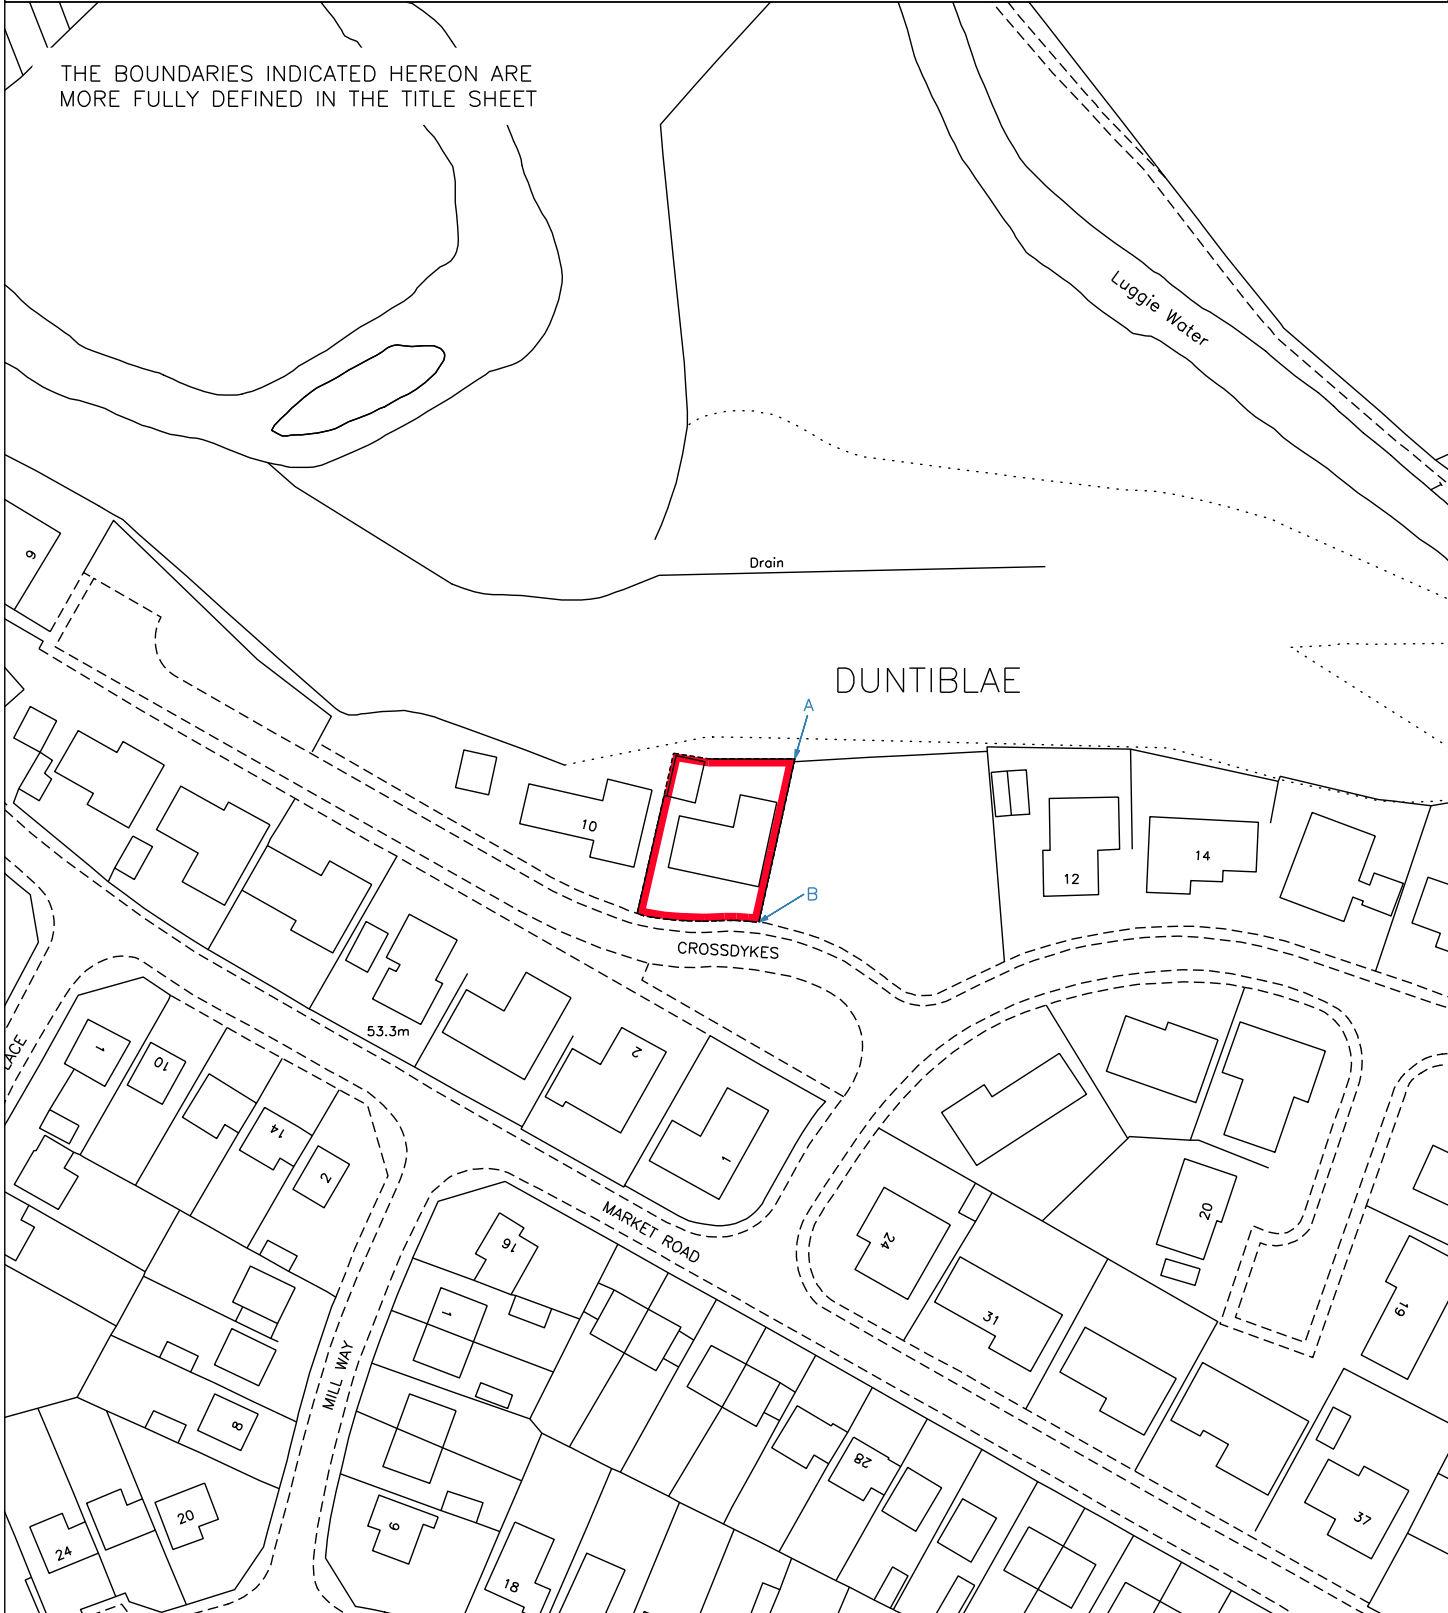 THE BOUNDARIES INDICATED HEREON ARE
MORE FULLY DEFINED IN THE TITLE SHEET
Luggie Water
9
Drain
DUNTIBLAE
A
10
14
12
B
CROSSDYKES
53.3m
1
10
2
14
2
1
MARKET ROAD
20
24
16
1
31
19
MILL WAY
8
28
20
9
37
24
18